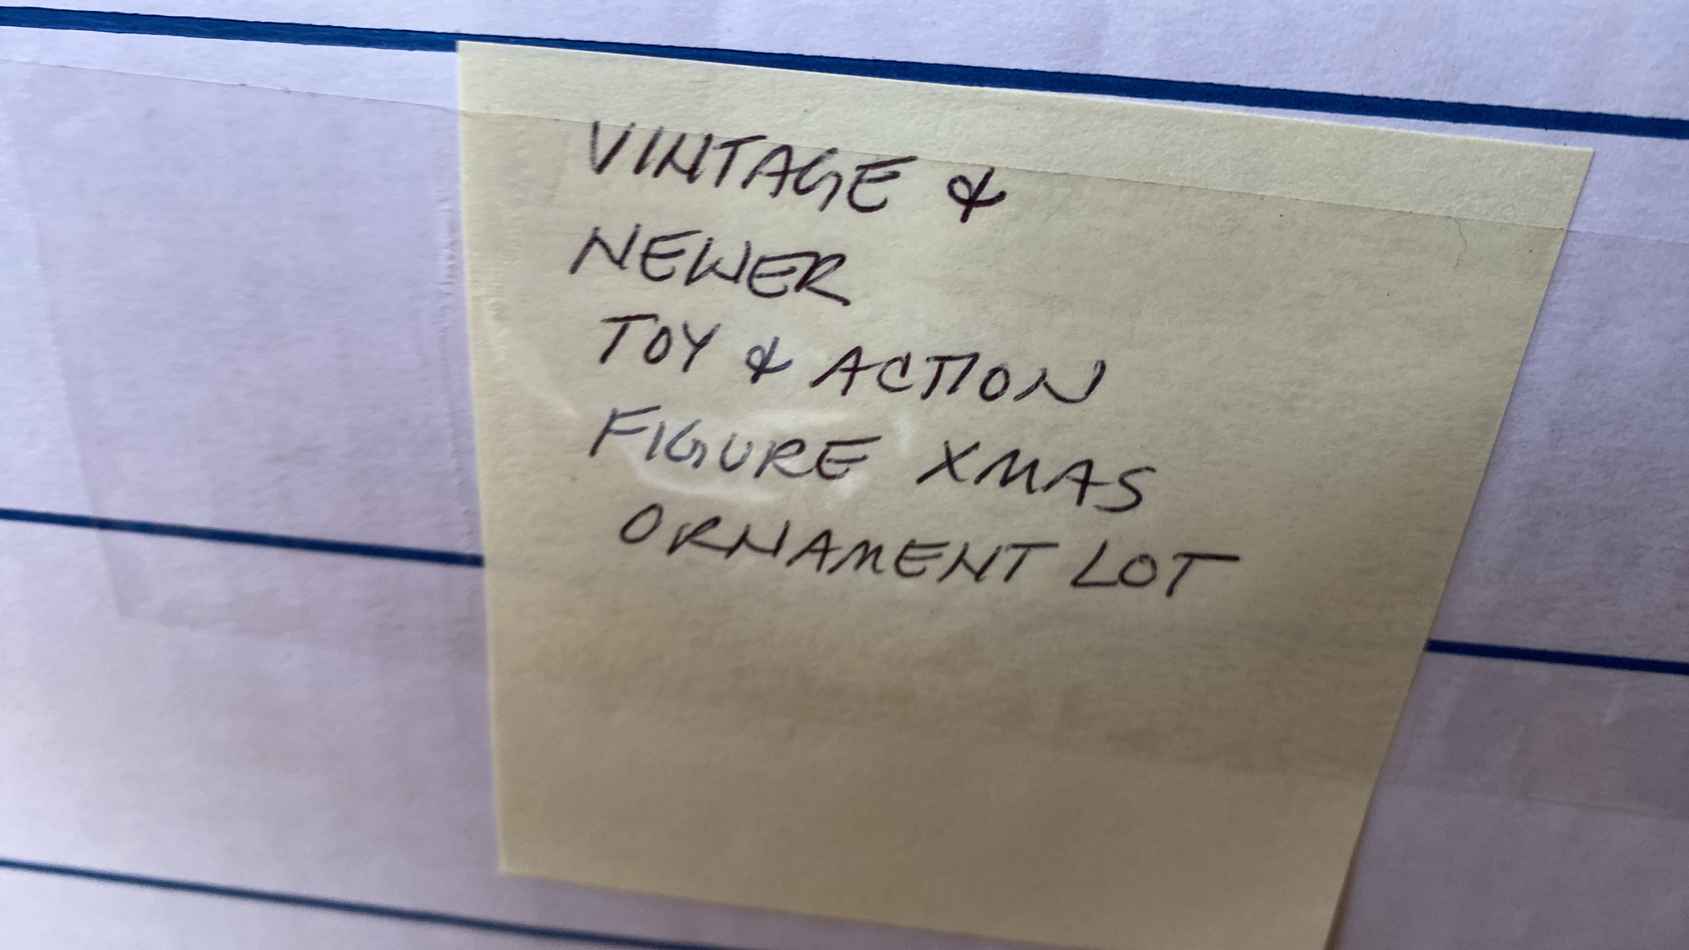 VINTAGE &
NEWER
TOY & ACTION
FIGURE XMAS
ORNAMENT LOT